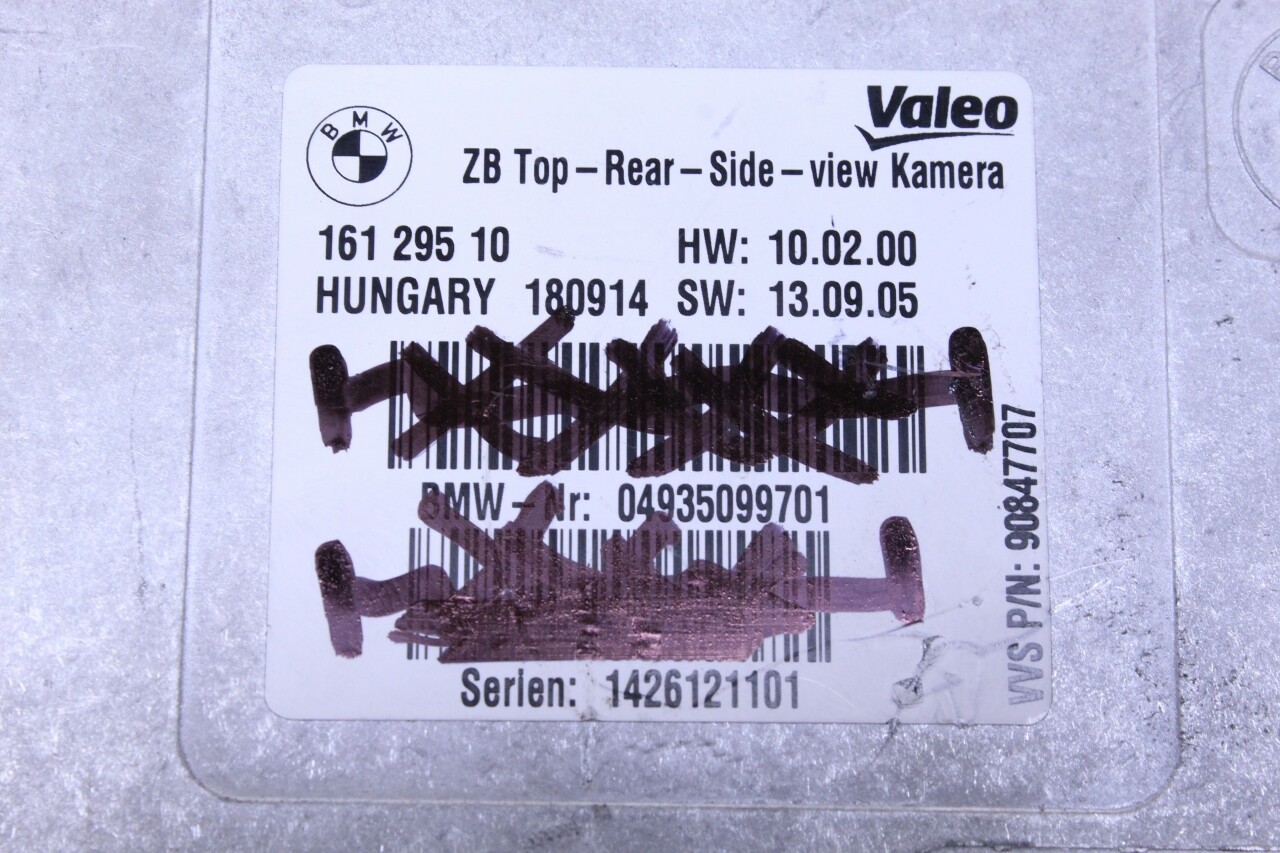 BMW
Valeo
ZB Top-Rear-Side-view Kamera
161 295 10 HW: 10.02.00
HUNGARY 180914 SW: 13.09.05
BMW-Nr: 04935099701
Serien: 1426121101
VVS P/N: 90847707